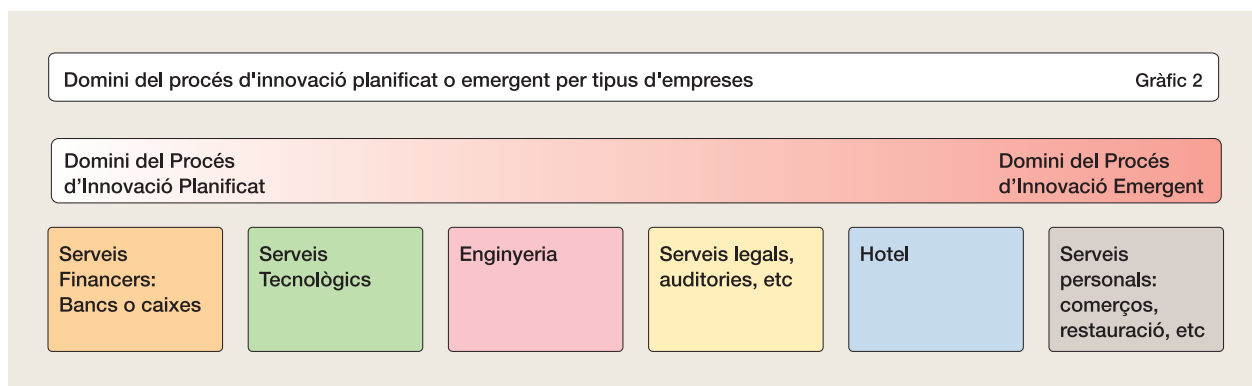 Domini del procés d'innovació planificat o emergent per tipus d'empreses
Gràfic 2
Domini del Procés
d’Innovació Planificat
Domini del Procés
d’Innovació Emergent
Serveis
Financers:
Bancs o caixes
Serveis
Tecnològics
Enginyeria
Serveis legals,
auditories, etc
Hotel
Serveis
personals:
comerços,
restauració, etc